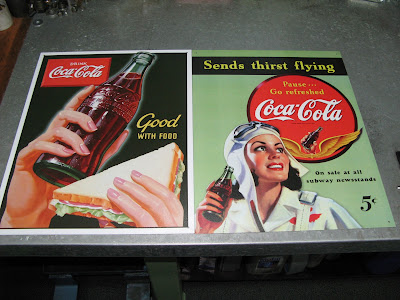 DRINK
Coca-Cola
Good
WITH FOOD
Sends thirst flying
Pause...
Go refreshed
Coca-Cola
On sale at all
subway newsstands
5¢